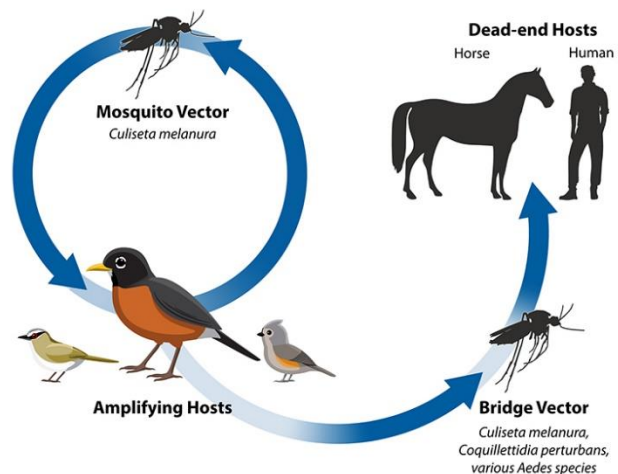 Dead-end Hosts
Horse
Human
Mosquito Vector
Culiseta melanura
Amplifying Hosts
Bridge Vector
Culiseta melanura,
Coquillettidia perturbans,
various Aedes species